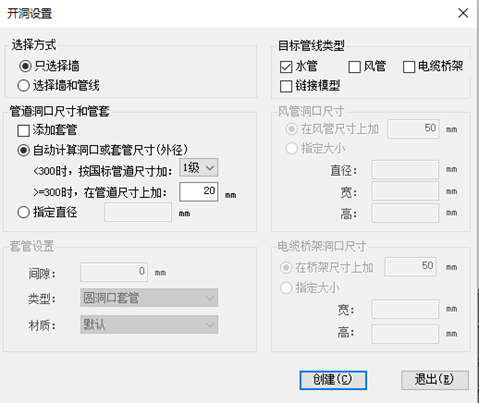 开洞设置
选择方式
只选择墙
选择墙和管线
管道洞口尺寸和管套
添加套管
自动计算洞口或套管尺寸(外径)
<300时，按国标管道尺寸加： 1级
>=300时，在管道尺寸上加： 20 mm
指定直径 mm
套管设置
间隙： 0 mm
类型： 圆洞口套管
材质： 默认
目标管线类型
水管 风管 电缆桥架
链接模型
风管洞口尺寸
在风管尺寸上加 50 mm
指定大小
直径： mm
宽： mm
高： mm
电缆桥架洞口尺寸
在桥架尺寸上加 50 mm
指定大小
宽： mm
高： mm
创建(C) 退出(E)